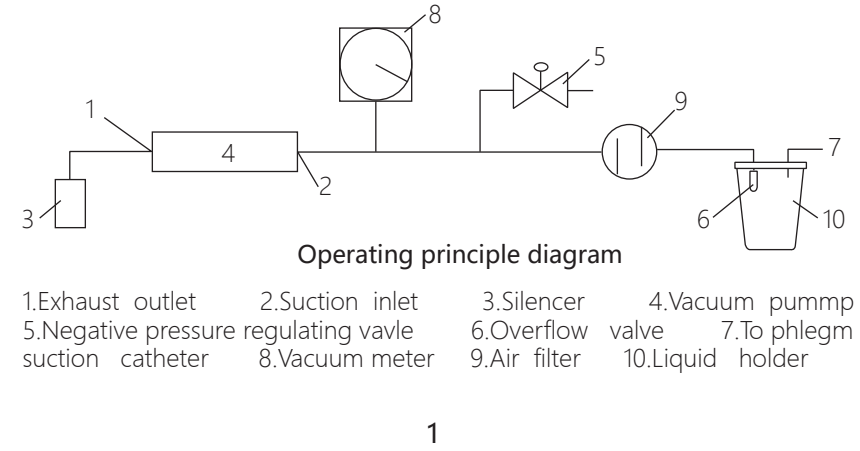 8
5
9
1
4
7
2
3
6
10
Operating principle diagram
1.Exhaust outlet 2.Suction inlet 3.Silencer 4.Vacuum pummp
5.Negative pressure regulating vavle 6.Overflow valve 7.To phlegm
suction catheter 8.Vacuum meter 9.Air filter 10.Liquid holder
1